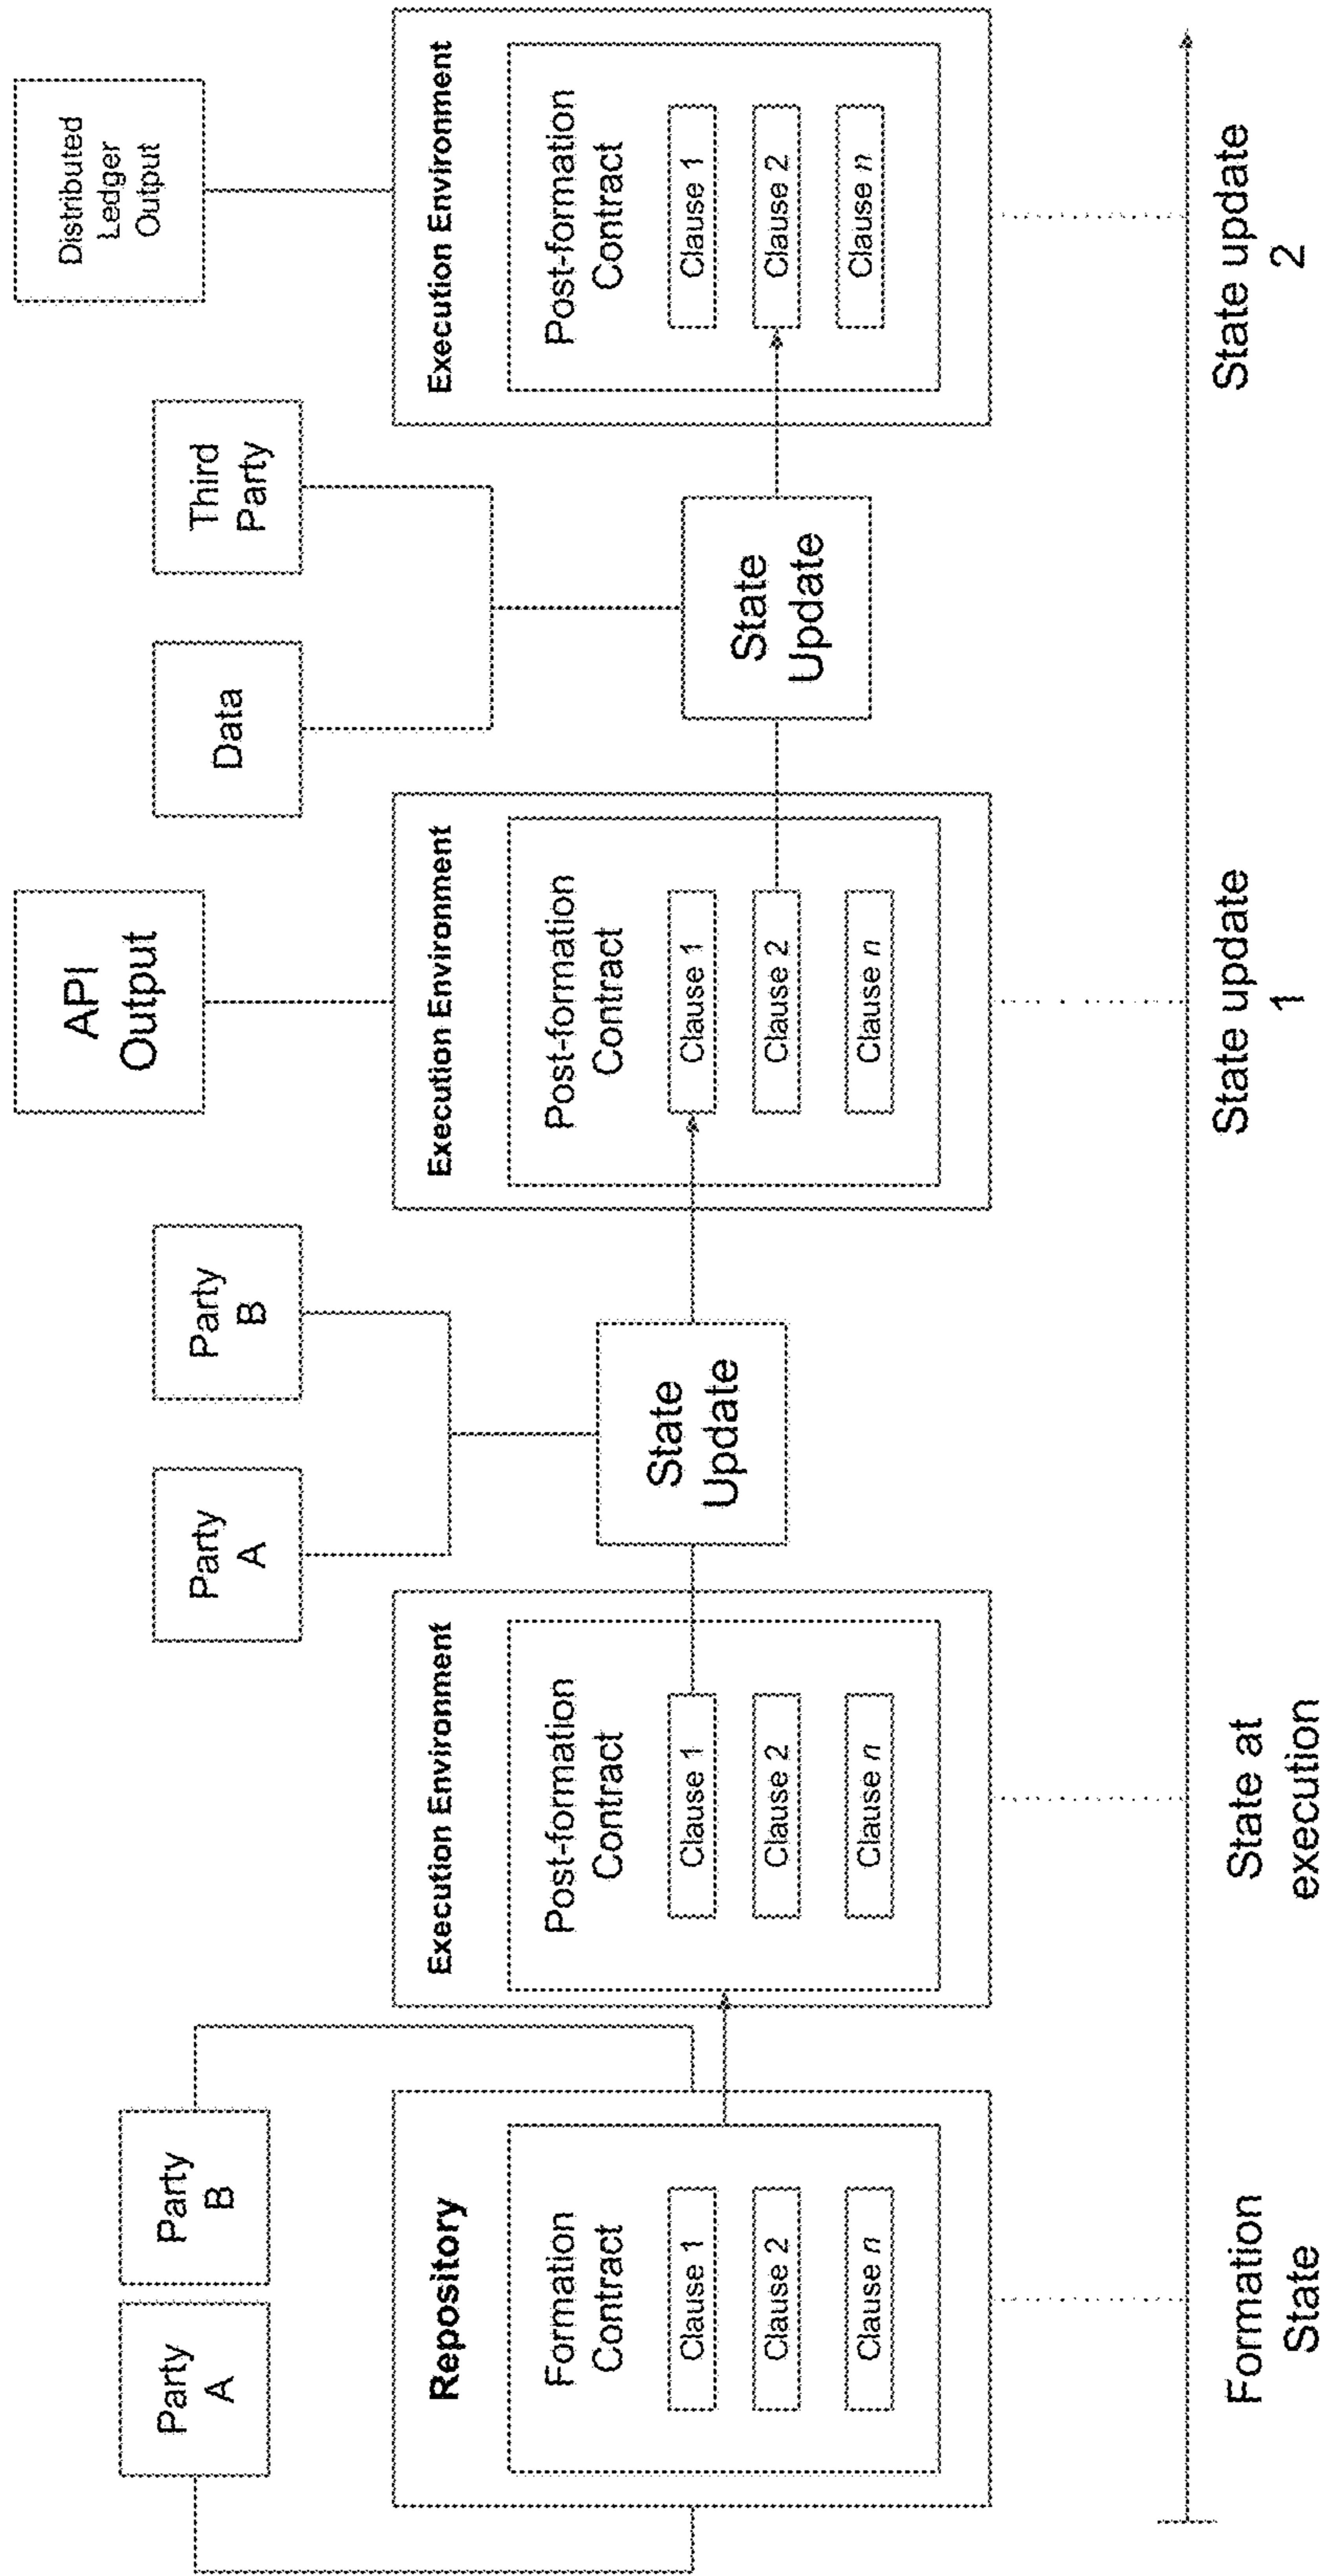 Party
A
Party
B
Repository
Formation
Contract
Clause 1
Clause 2
Clause n
Execution Environment
Post-formation
Contract
Clause 1
Clause 2
Clause n
Party
A
Party
B
State
Update
API
Output
Execution Environment
Post-formation
Contract
Clause 1
Clause 2
Clause n
Data
Third
Party
State
Update
Distributed
Ledger
Output
Execution Environment
Post-formation
Contract
Clause 1
Clause 2
Clause n
Formation
State
State at
execution
State update
1
State update
2